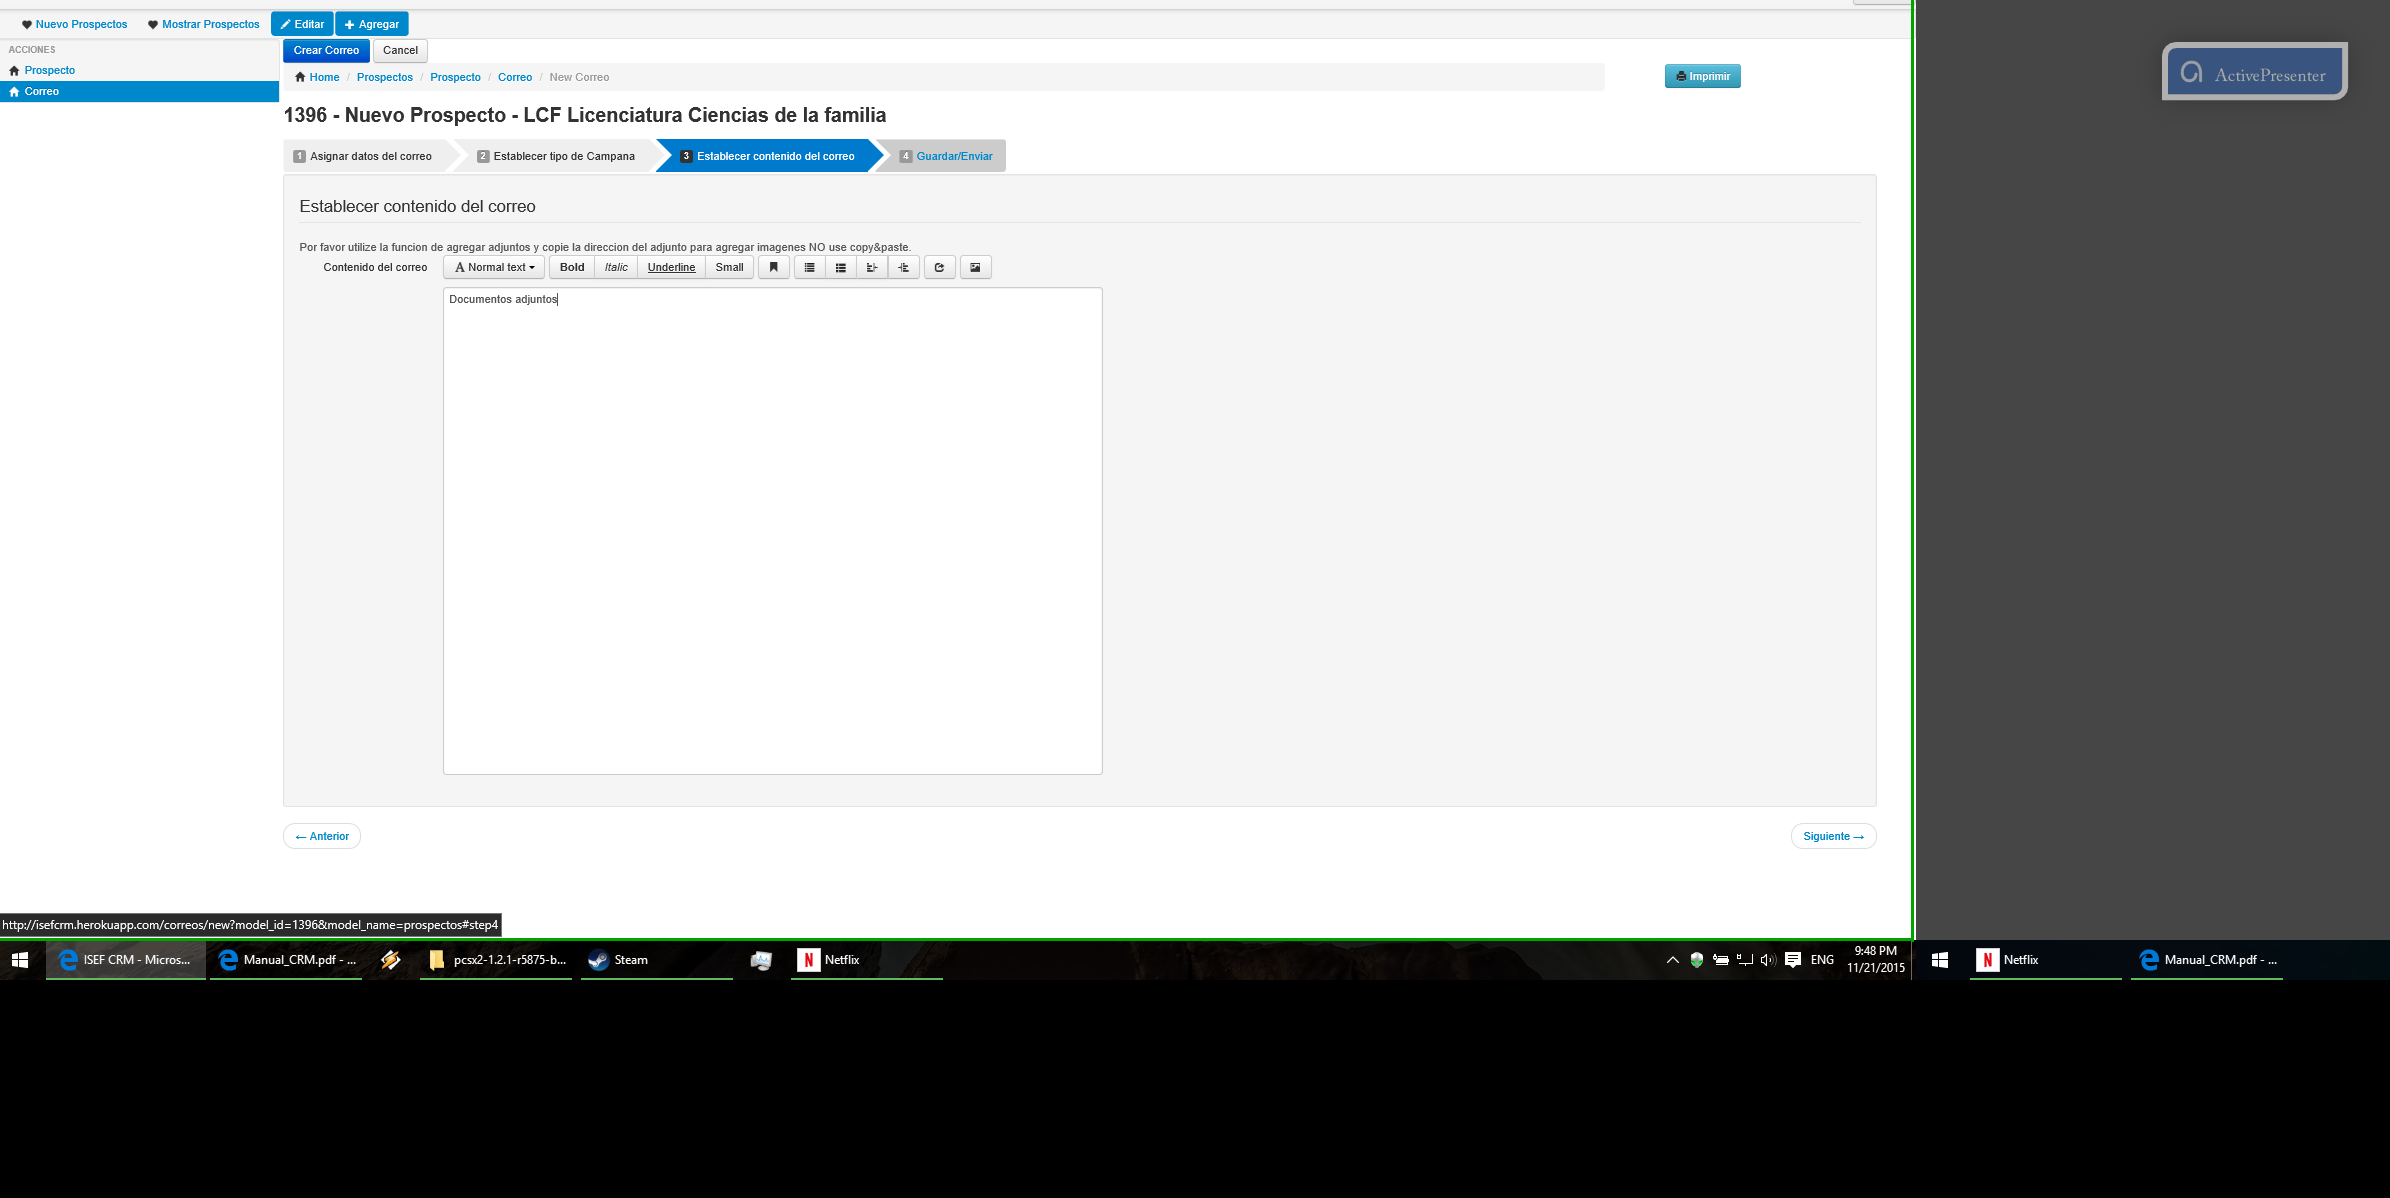 Nuevo Prospectos Mostrar Prospectos Editar Agregar
ACCIONES
Prospecto
Correo
Crear Correo Cancel
Home / Prospectos / Prospecto / Correo / New Correo
Imprimir
ActivePresenter
1396 - Nuevo Prospecto - LCF Licenciatura Ciencias de la familia
1 Asignar datos del correo 2 Establecer tipo de Campana 3 Establecer contenido del correo 4 Guardar/Enviar
Establecer contenido del correo
Por favor utilize la funcion de agregar adjuntos y copie la direccion del adjunto para agregar imagenes NO use copy&paste.
Contenido del correo A Normal text Bold Italic Underline Small
Documentos adjuntos
← Anterior Siguiente →
http://isefcrm.herokuapp.com/correos/new?model_id=1396&model_name=prospectos#step4
ISEF CRM - Micros... Manual_CRM.pdf - ... pcsx2-1.2.1-r5875-b... Steam N Netflix ENG 9:48 PM
11/21/2015
N Netflix Manual_CRM.pdf - ...